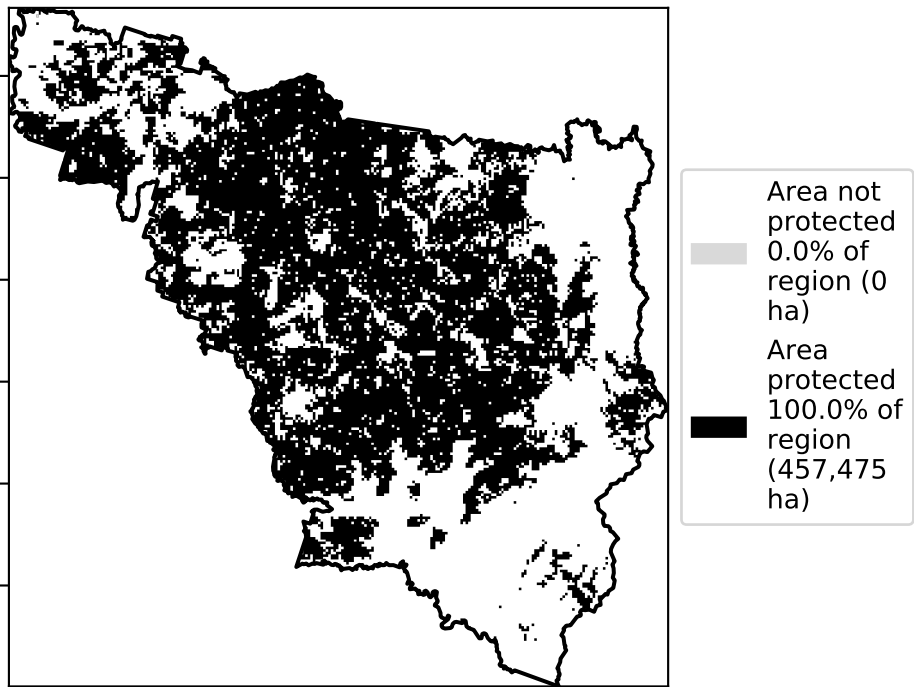 Area not
protected
0.0% of
region (0
ha)
Area
protected
100.0% of
region
(457,475
ha)